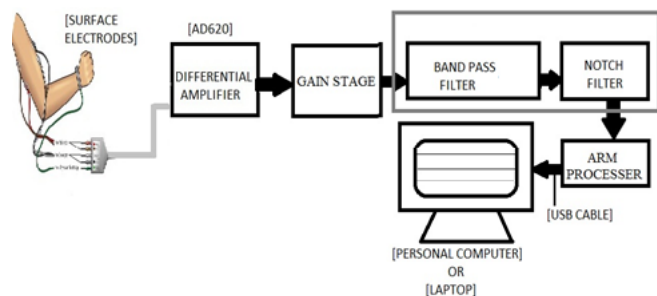 [SURFACE
ELECTRODES]
[AD620]
DIFFERENTIAL
AMPLIFIER
GAIN STAGE
BAND PASS
FILTER
NOTCH
FILTER
ARM
PROCESSER
[USB CABLE]
[PERSONAL COMPUTER]
OR
[LAPTOP]